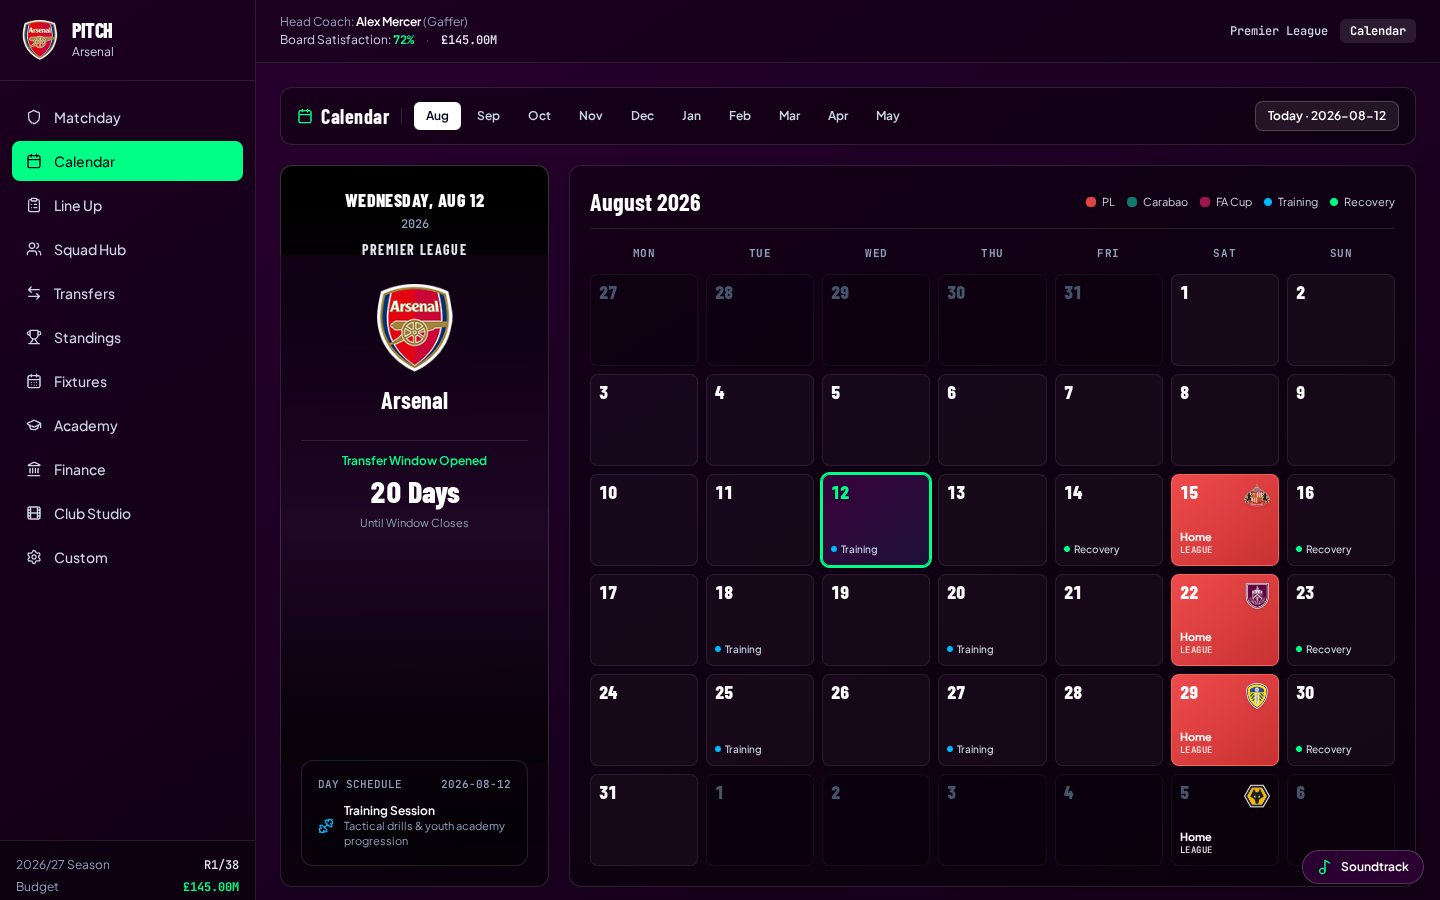 Arsenal
PITCH
Arsenal
Matchday
Calendar
Line Up
Squad Hub
Transfers
Standings
Fixtures
Academy
Finance
Club Studio
Custom
2026/27 Season R1/38
Budget £145.00M
Head Coach: Alex Mercer (Gaffer)
Board Satisfaction: 72% · £145.00M
Premier League Calendar
Calendar Aug Sep Oct Nov Dec Jan Feb Mar Apr May
Today · 2026-08-12
WEDNESDAY, AUG 12
2026
PREMIER LEAGUE
Arsenal
Arsenal
Transfer Window Opened
20 Days
Until Window Closes
DAY SCHEDULE 2026-08-12
Training Session
Tactical drills & youth academy
progression
August 2026
PL Carabao FA Cup Training Recovery
MON TUE WED THU FRI SAT SUN
27 28 29 30 31 1 2
3 4 5 6 7 8 9
10 11 12 13 14 15 16
Home
Training Recovery LEAGUE Recovery
17 18 19 20 21 22 23
Home
Training Training LEAGUE Recovery
24 25 26 27 28 29 30
Home
Training Training LEAGUE Recovery
31 1 2 3 4 5 6
Home
LEAGUE
Soundtrack